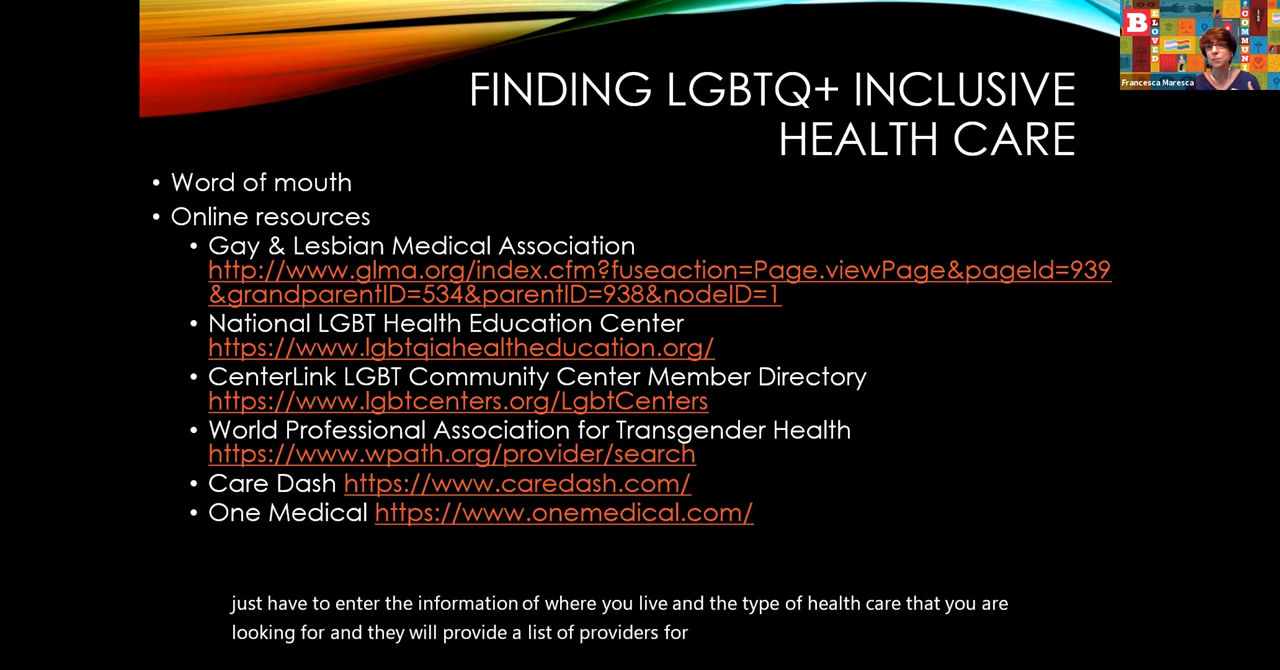 FINDING LGBTQ+ INCLUSIVE
HEALTH CARE
• Word of mouth
• Online resources
• Gay & Lesbian Medical Association
http://www.glma.org/index.cfm?fuseaction=Page.viewPage&pageId=939
&grandparentID=534&parentID=938&nodeID=1
• National LGBT Health Education Center
https://www.lgbtqiahealtheducation.org/
• CenterLink LGBT Community Center Member Directory
https://www.lgbtcenters.org/LgbtCenters
• World Professional Association for Transgender Health
https://www.wpath.org/provider/search
• Care Dash https://www.caredash.com/
• One Medical https://www.onemedical.com/
just have to enter the information of where you live and the type of health care that you are
looking for and they will provide a list of providers for
BELOVED
COMMUNI
Francesca Maresca